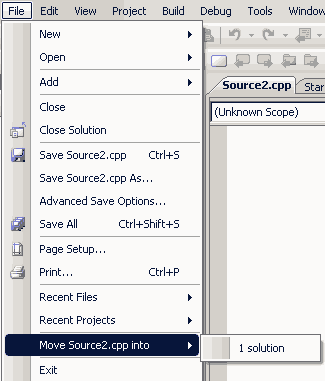 File Edit View Project Build Debug Tools Window
New
Open
Add
Close
Close Solution
Save Source2.cpp Ctrl+S
Save Source2.cpp As...
Advanced Save Options...
Save All Ctrl+Shift+S
Page Setup...
Print... Ctrl+P
Recent Files
Recent Projects
Move Source2.cpp into
1 solution
Exit
Source2.cpp Star
(Unknown Scope)